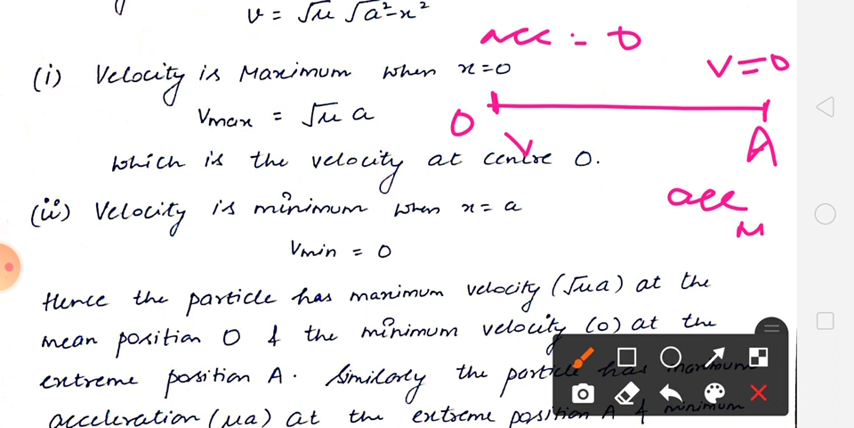 v = √μ √a²-x²
acc = 0
(i) Velocity is Maximum when x=0
V=0
Vmax = √μ a
O
V
A
which is the velocity at centre O.
acc
M
(ii) Velocity is minimum when x=a
Vmin = 0
Hence the particle has maximum velocity (√μa) at the
mean position O & the minimum velocity (0) at the
extreme position A. Similarly the particle has maximum
acceleration (μa) at the extreme position A & minimum